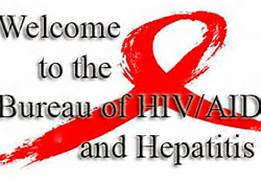 Welcome
to the
Bureau of HIV/AID
and Hepatitis